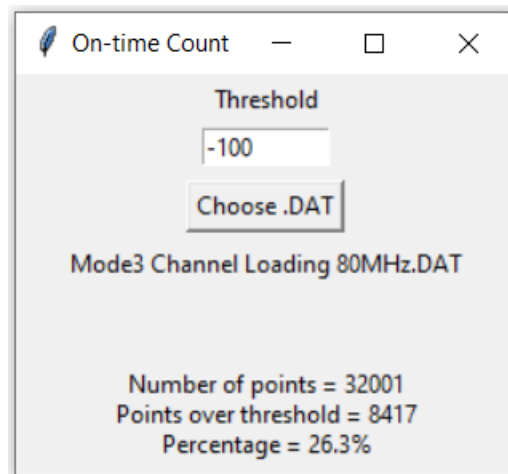 On-time Count
Threshold
-100
Choose .DAT
Mode3 Channel Loading 80MHz.DAT
Number of points = 32001
Points over threshold = 8417
Percentage = 26.3%